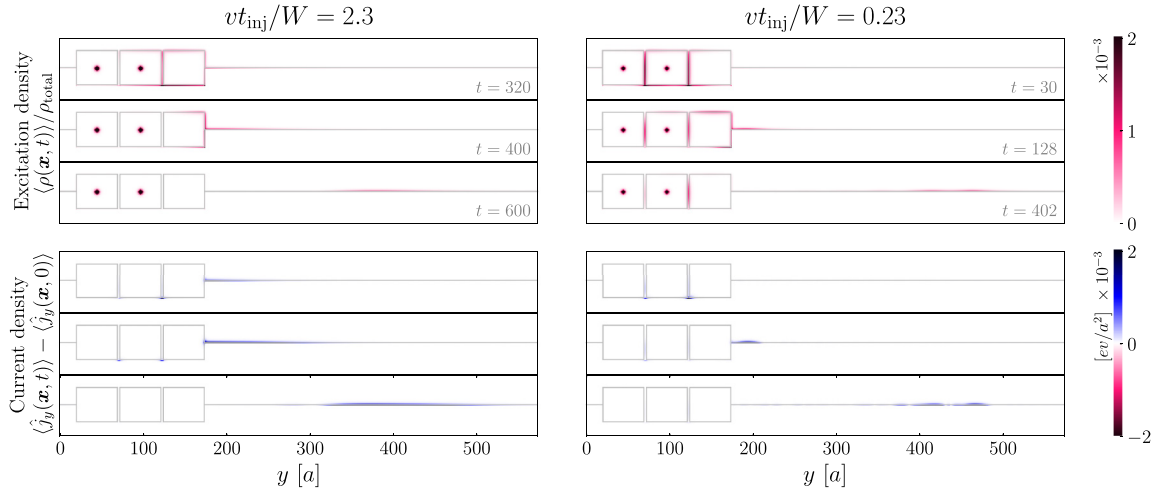 vt_inj/W = 2.3
vt_inj/W = 0.23
Excitation density
⟨ρ(x, t)⟩/ρ_total
t = 320
t = 400
t = 600
t = 30
t = 128
t = 402
×10⁻³
2
1
0
Current density
⟨ĵ_y(x, t)⟩ − ⟨ĵ_y(x, 0)⟩
0 100 200 300 400 500
y [a]
0 100 200 300 400 500
y [a]
[ev/a²] ×10⁻³
2
0
−2